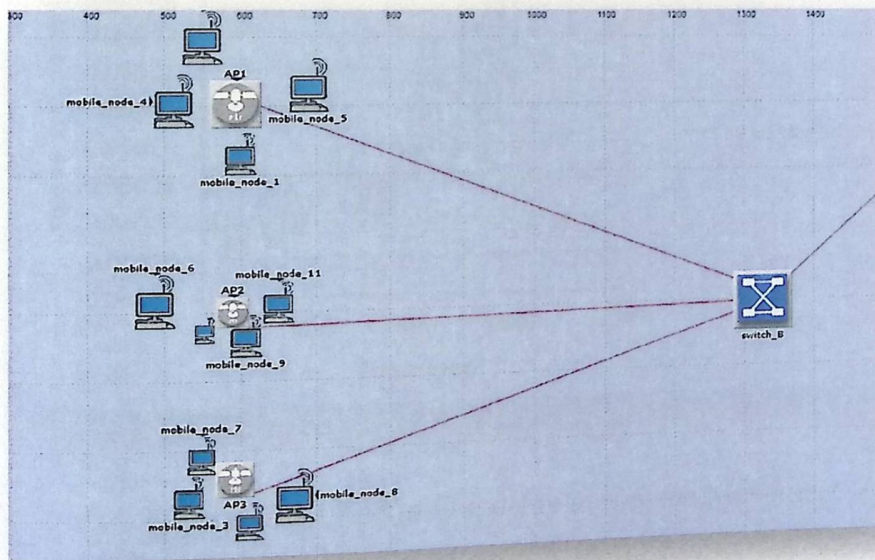 300 400 500 600 700 800 900 1000 1100 1200 1300 1400
AP1
mobile_node_4
mobile_node_5
mobile_node_1
mobile_node_6
mobile_node_11
AP2
mobile_node_9
switch_B
mobile_node_7
mobile_node_8
mobile_node_3
AP3